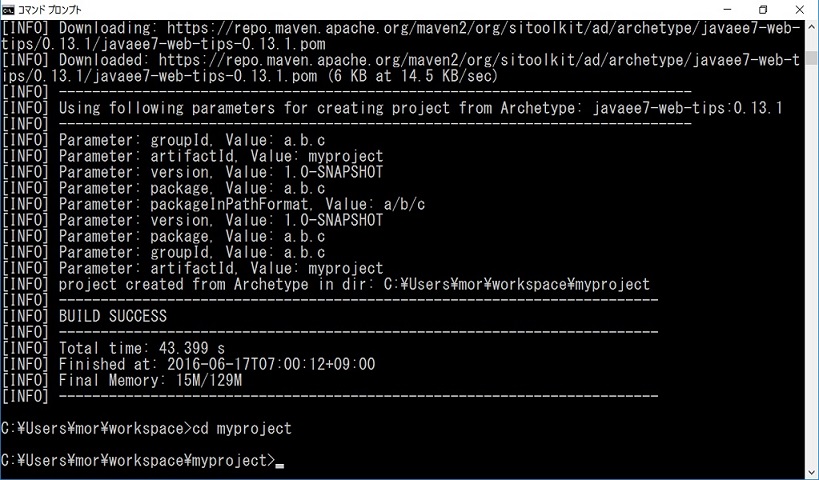 コマンド プロンプト
[INFO] Downloading: https://repo.maven.apache.org/maven2/org/sitoolkit/ad/archetype/javaee7-web-
tips/0.13.1/javaee7-web-tips-0.13.1.pom
[INFO] Downloaded: https://repo.maven.apache.org/maven2/org/sitoolkit/ad/archetype/javaee7-web-t
ips/0.13.1/javaee7-web-tips-0.13.1.pom (6 KB at 14.5 KB/sec)
[INFO] ----------------------------------------------------------------------------
[INFO] Using following parameters for creating project from Archetype: javaee7-web-tips:0.13.1
[INFO] ----------------------------------------------------------------------------
[INFO] Parameter: groupId, Value: a.b.c
[INFO] Parameter: artifactId, Value: myproject
[INFO] Parameter: version, Value: 1.0-SNAPSHOT
[INFO] Parameter: package, Value: a.b.c
[INFO] Parameter: packageInPathFormat, Value: a/b/c
[INFO] Parameter: version, Value: 1.0-SNAPSHOT
[INFO] Parameter: package, Value: a.b.c
[INFO] Parameter: groupId, Value: a.b.c
[INFO] Parameter: artifactId, Value: myproject
[INFO] project created from Archetype in dir: C:¥Users¥mor¥workspace¥myproject
[INFO] ------------------------------------------------------------------------
[INFO] BUILD SUCCESS
[INFO] ------------------------------------------------------------------------
[INFO] Total time: 43.399 s
[INFO] Finished at: 2016-06-17T07:00:12+09:00
[INFO] Final Memory: 15M/129M
[INFO] ------------------------------------------------------------------------
C:¥Users¥mor¥workspace>cd myproject
C:¥Users¥mor¥workspace¥myproject>